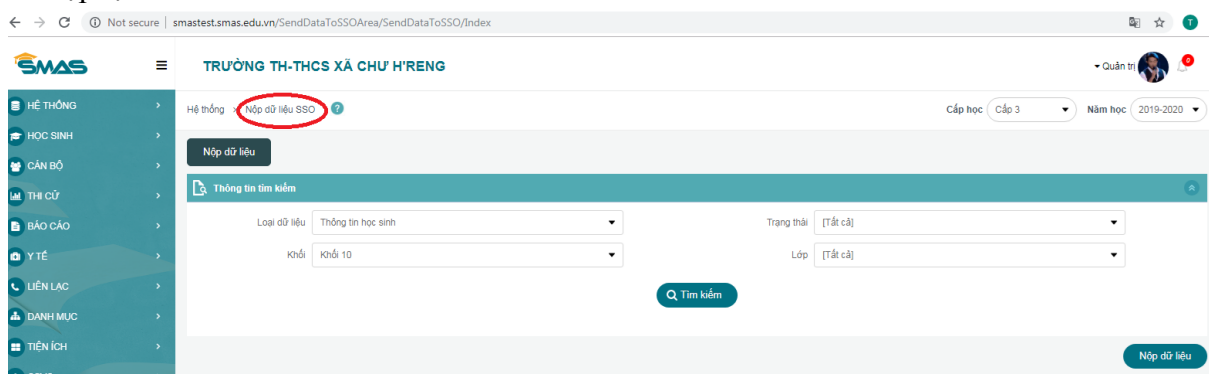 Not secure | smastest.smas.edu.vn/SendDataToSSOArea/SendDataToSSO/Index
T
SMAS
TRƯỜNG TH-THCS XÃ CHƯ H'RENG
Quản trị
Hệ thống > Nộp dữ liệu SSO ?
Cấp học Cấp 3 Năm học 2019-2020
HỆ THỐNG
HỌC SINH
CÁN BỘ
THI CỬ
BÁO CÁO
Y TẾ
LIÊN LẠC
DANH MỤC
TIỆN ÍCH
Nộp dữ liệu
Thông tin tìm kiếm
Loại dữ liệu Thông tin học sinh Trạng thái [Tất cả]
Khối Khối 10 Lớp [Tất cả]
Tìm kiếm
Nộp dữ liệu